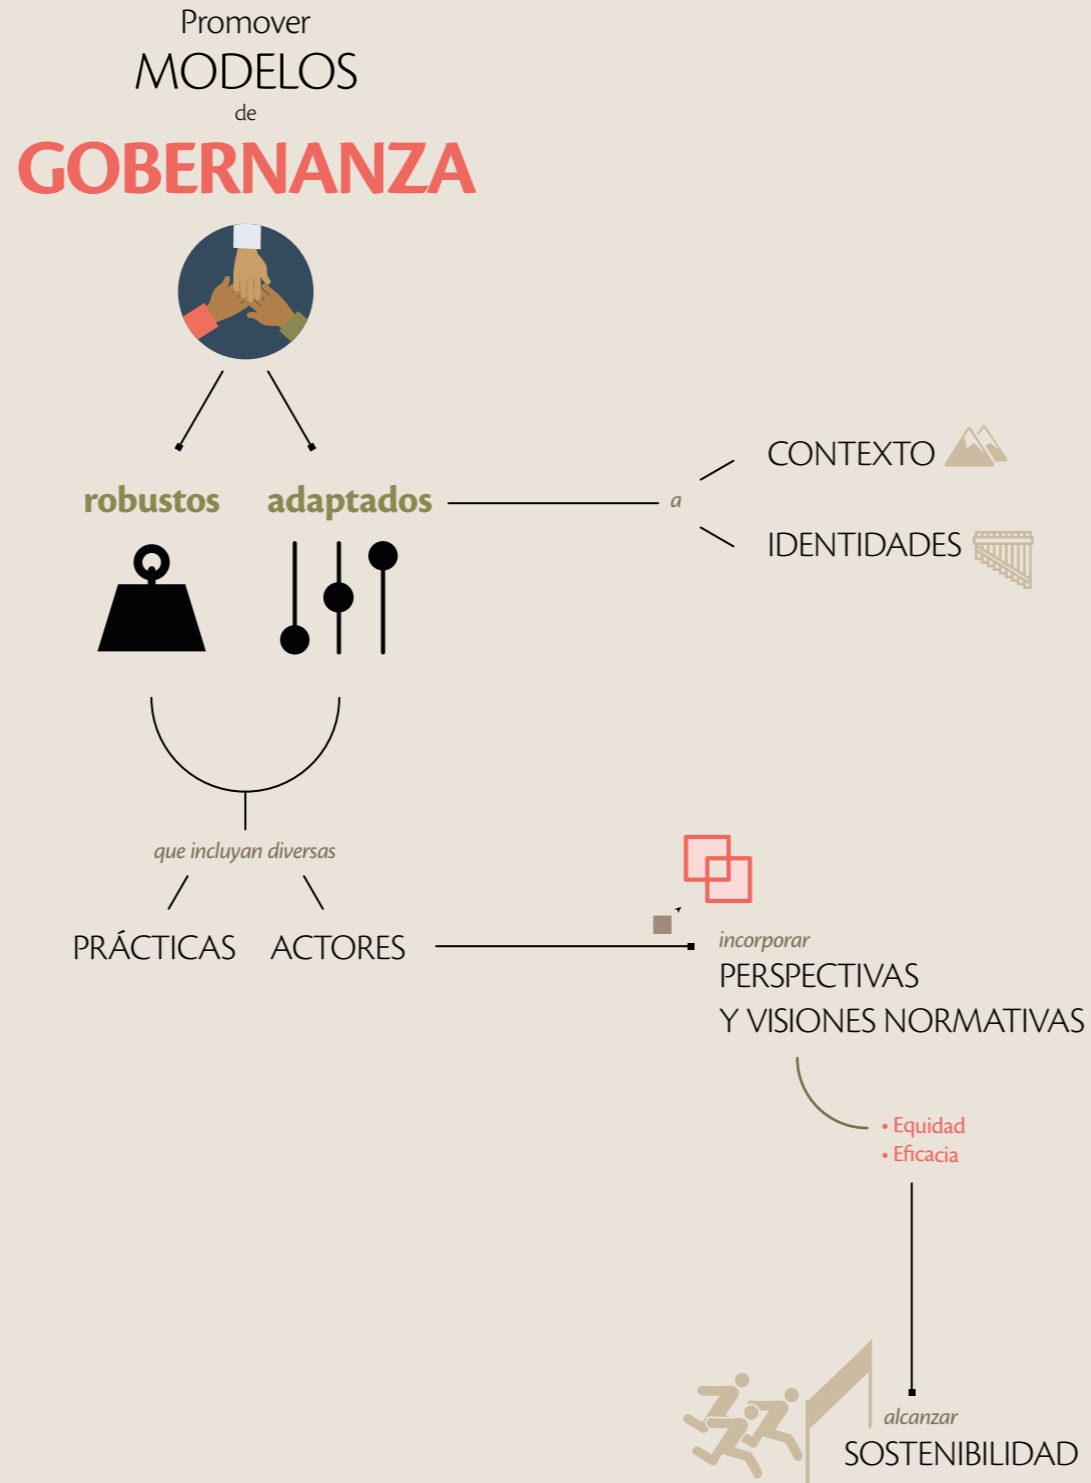 Promover
MODELOS
de
GOBERNANZA
robustos
adaptados
a
CONTEXTO
IDENTIDADES
que incluyan diversas
PRÁCTICAS
ACTORES
incorporar
PERSPECTIVAS
Y VISIONES NORMATIVAS
• Equidad
• Eficacia
alcanzar
SOSTENIBILIDAD